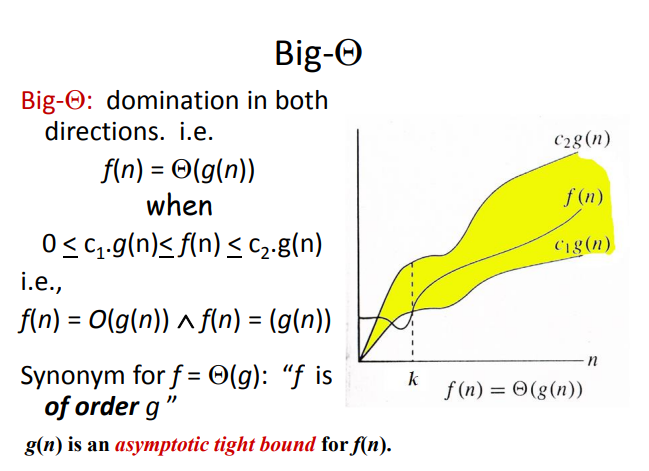 Big-Θ
Big-Θ: domination in both
directions. i.e.
f(n) = Θ(g(n))
when
0 ≤ c₁.g(n)≤ f(n) ≤ c₂.g(n)
i.e.,
f(n) = O(g(n)) ∧ f(n) = (g(n))
Synonym for f = Θ(g): “f is
of order g ”
g(n) is an asymptotic tight bound for f(n).
c₂g(n)
f(n)
c₁g(n)
n
k
f(n) = Θ(g(n))